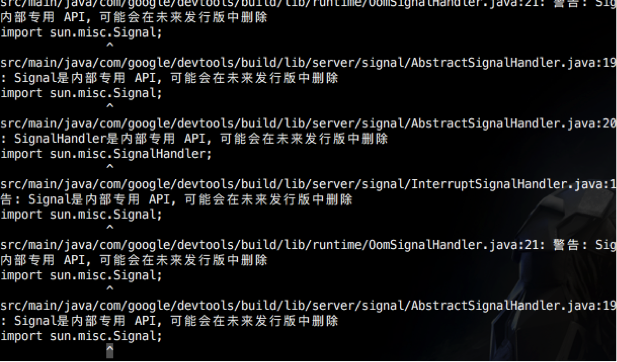 src/main/java/com/google/devtools/build/lib/runtime/OomSignalHandler.java:21: 警告: Sig
内部专用 API, 可能会在未来发行版中删除
import sun.misc.Signal;
^
src/main/java/com/google/devtools/build/lib/server/signal/AbstractSignalHandler.java:19
: Signal是内部专用 API, 可能会在未来发行版中删除
import sun.misc.Signal;
^
src/main/java/com/google/devtools/build/lib/server/signal/AbstractSignalHandler.java:20
: SignalHandler是内部专用 API, 可能会在未来发行版中删除
import sun.misc.SignalHandler;
^
src/main/java/com/google/devtools/build/lib/server/signal/InterruptSignalHandler.java:1
告: Signal是内部专用 API, 可能会在未来发行版中删除
import sun.misc.Signal;
^
src/main/java/com/google/devtools/build/lib/runtime/OomSignalHandler.java:21: 警告: Sig
内部专用 API, 可能会在未来发行版中删除
import sun.misc.Signal;
^
src/main/java/com/google/devtools/build/lib/server/signal/AbstractSignalHandler.java:19
: Signal是内部专用 API, 可能会在未来发行版中删除
import sun.misc.Signal;
^